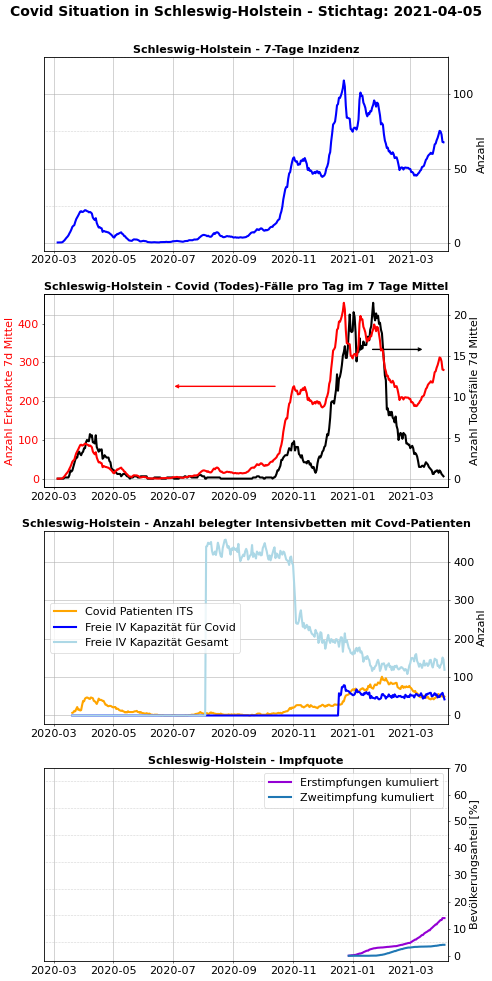 Covid Situation in Schleswig-Holstein - Stichtag: 2021-04-05
Schleswig-Holstein - 7-Tage Inzidenz
100
50
0
Anzahl
2020-03 2020-05 2020-07 2020-09 2020-11 2021-01 2021-03
Schleswig-Holstein - Covid (Todes)-Fälle pro Tag im 7 Tage Mittel
Anzahl Erkrankte 7d Mittel
400
300
200
100
0
20
15
10
5
0
Anzahl Todesfälle 7d Mittel
2020-03 2020-05 2020-07 2020-09 2020-11 2021-01 2021-03
Schleswig-Holstein - Anzahl belegter Intensivbetten mit Covd-Patienten
Covid Patienten ITS
Freie IV Kapazität für Covid
Freie IV Kapazität Gesamt
400
300
200
100
0
Anzahl
2020-03 2020-05 2020-07 2020-09 2020-11 2021-01 2021-03
Schleswig-Holstein - Impfquote
Erstimpfungen kumuliert
Zweitimpfung kumuliert
70
60
50
40
30
20
10
0
Bevölkerungsanteil [%]
2020-03 2020-05 2020-07 2020-09 2020-11 2021-01 2021-03